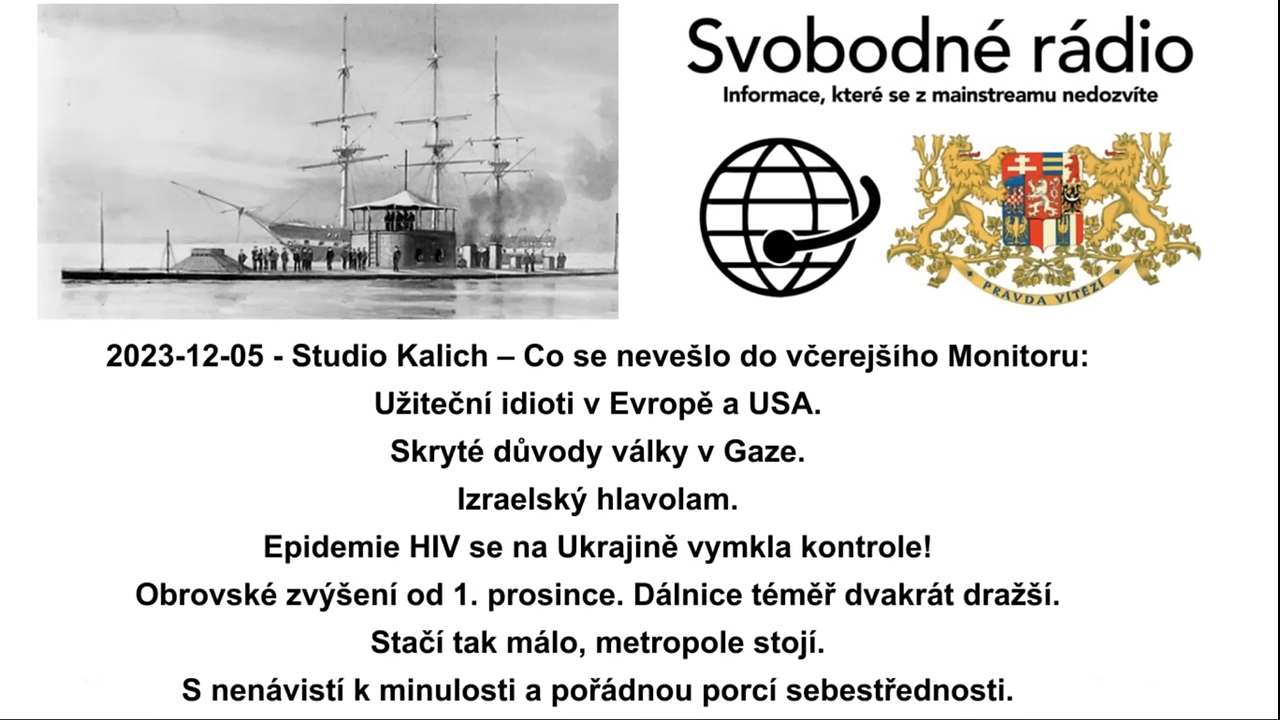 Svobodné rádio
Informace, které se z mainstreamu nedozvíte
PRAVDA VÍTĚZÍ
2023-12-05 - Studio Kalich – Co se nevešlo do včerejšího Monitoru:
Užiteční idioti v Evropě a USA.
Skryté důvody války v Gaze.
Izraelský hlavolam.
Epidemie HIV se na Ukrajině vymkla kontrole!
Obrovské zvýšení od 1. prosince. Dálnice téměř dvakrát dražší.
Stačí tak málo, metropole stojí.
S nenávistí k minulosti a pořádnou porcí sebestřednosti.